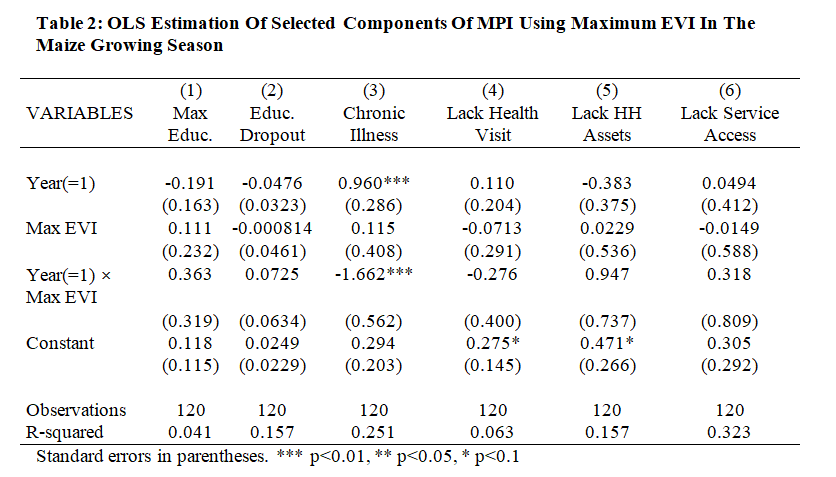 Table 2: OLS Estimation Of Selected Components Of MPI Using Maximum EVI In The
Maize Growing Season
(1) (2) (3) (4) (5) (6)
VARIABLES Max Educ. Chronic Lack Health Lack HH Lack Service
Educ. Dropout Illness Visit Assets Access
Year(=1) -0.191 -0.0476 0.960*** 0.110 -0.383 0.0494
(0.163) (0.0323) (0.286) (0.204) (0.375) (0.412)
Max EVI 0.111 -0.000814 0.115 -0.0713 0.0229 -0.0149
(0.232) (0.0461) (0.408) (0.291) (0.536) (0.588)
Year(=1) × 0.363 0.0725 -1.662*** -0.276 0.947 0.318
Max EVI
(0.319) (0.0634) (0.562) (0.400) (0.737) (0.809)
Constant 0.118 0.0249 0.294 0.275* 0.471* 0.305
(0.115) (0.0229) (0.203) (0.145) (0.266) (0.292)
Observations 120 120 120 120 120 120
R-squared 0.041 0.157 0.251 0.063 0.157 0.323
Standard errors in parentheses. *** p<0.01, ** p<0.05, * p<0.1